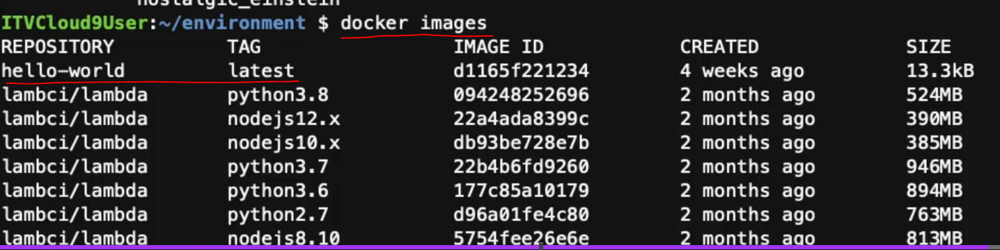 nostalgic_einstein
ITVCloud9User:~/environment $ docker images
REPOSITORY TAG IMAGE ID CREATED SIZE
hello-world latest d1165f221234 4 weeks ago 13.3kB
lambci/lambda python3.8 094248252696 2 months ago 524MB
lambci/lambda nodejs12.x 22a4ada8399c 2 months ago 390MB
lambci/lambda nodejs10.x db93be728e7b 2 months ago 385MB
lambci/lambda python3.7 22b4b6fd9260 2 months ago 946MB
lambci/lambda python3.6 177c85a10179 2 months ago 894MB
lambci/lambda python2.7 d96a01fe4c80 2 months ago 763MB
lambci/lambda nodejs8.10 5754fee26e6e 2 months ago 813MB